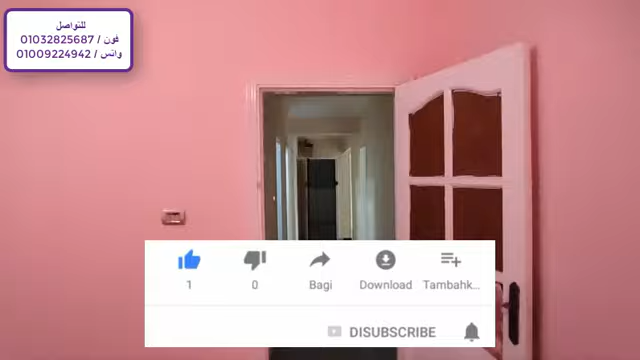 للتواصل
فون / 01032825687
واتس / 01009224942
1
0
Bagi
Download
Tambahk...
DISUBSCRIBE